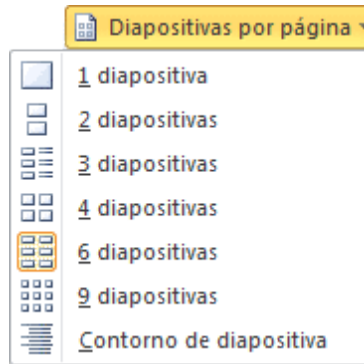 Diapositivas por página
1 diapositiva
2 diapositivas
3 diapositivas
4 diapositivas
6 diapositivas
9 diapositivas
Contorno de diapositiva